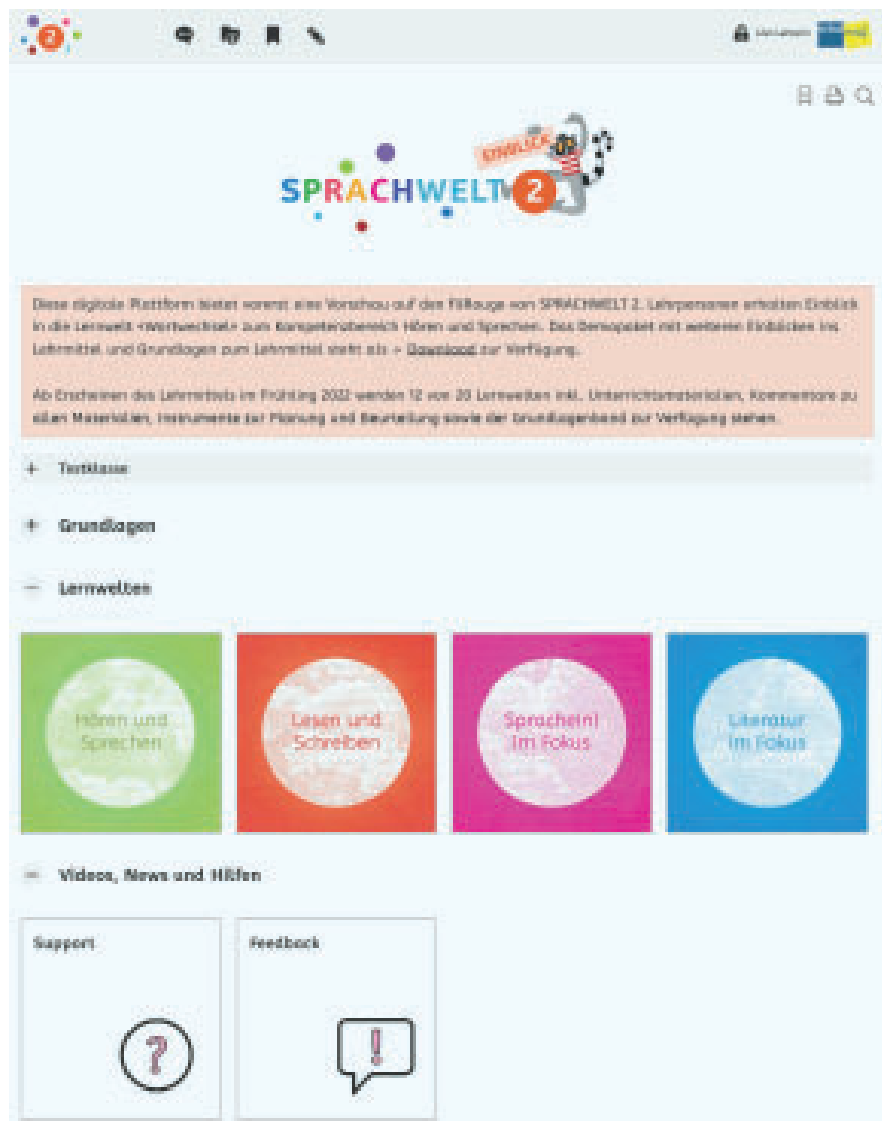 2
EINBLICK
SPRACHWELT 2
Diese digitale Plattform bietet vorerst eine Vorschau auf den FilRouge von SPRACHWELT 2. Lehrpersonen erhalten Einblick
in die Lernwelt «Wortwechsel» zum Kompetenzbereich Hören und Sprechen. Das Demopaket mit weiteren Einblicken ins
Lehrmittel und Grundlagen zum Lehrmittel steht als > Download zur Verfügung.
Ab Erscheinen des Lehrmittels im Frühling 2022 werden 12 von 20 Lernwelten inkl. Unterrichtsmaterialien, Kommentare zu
allen Materialien, Instrumente zur Planung und Beurteilung sowie der Grundlagenband zur Verfügung stehen.
+ Testklasse
+ Grundlagen
− Lernwelten
Hören und
Sprechen
Lesen und
Schreiben
Sprache(n)
im Fokus
Literatur
im Fokus
− Videos, News und Hilfen
Support
Feedback
?
!